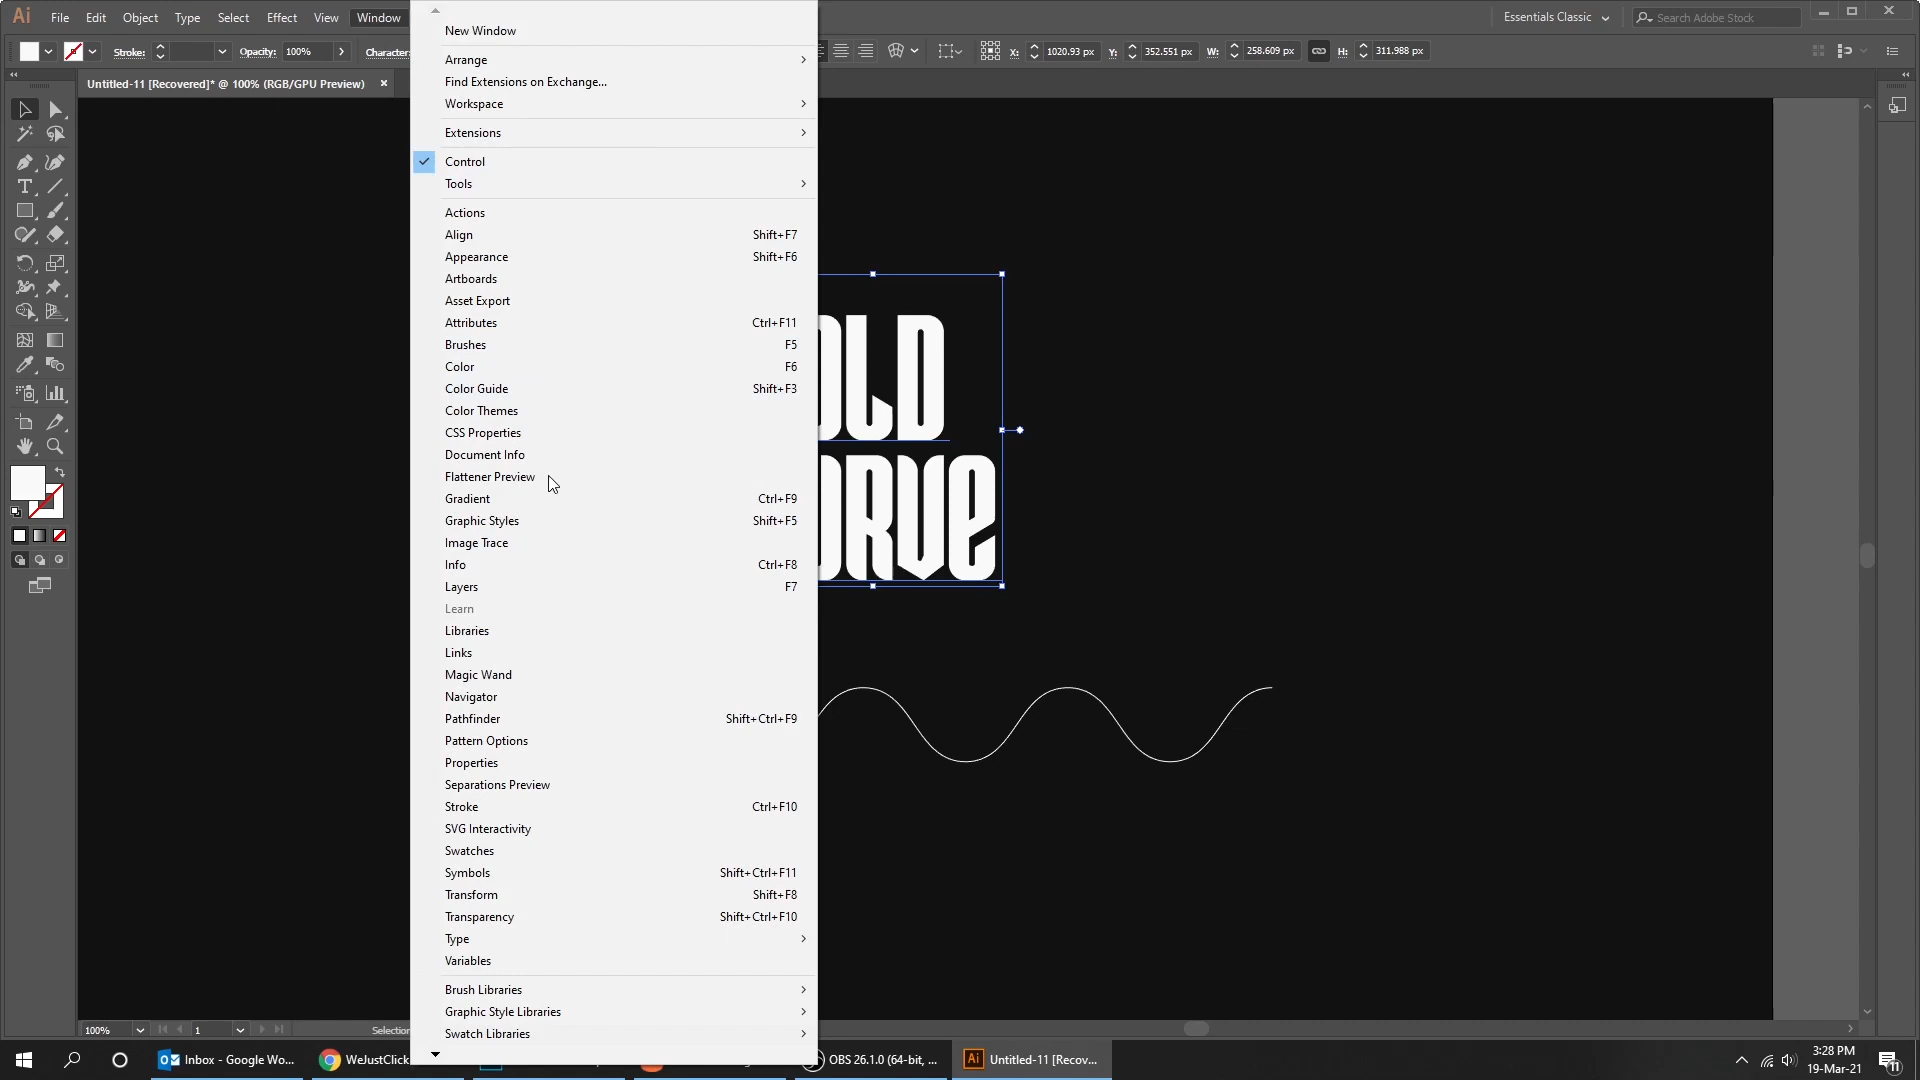 Ai File Edit Object Type Select Effect View Window
Essentials Classic
Search Adobe Stock
Stroke: Opacity: 100% Character:
X: 1020.93 px Y: 352.551 px W: 258.609 px H: 311.988 px
Untitled-11 [Recovered]* @ 100% (RGB/GPU Preview)
New Window
Arrange
Find Extensions on Exchange...
Workspace
Extensions
Control
Tools
Actions
Align Shift+F7
Appearance Shift+F6
Artboards
Asset Export
Attributes Ctrl+F11
Brushes F5
Color F6
Color Guide Shift+F3
Color Themes
CSS Properties
Document Info
Flattener Preview
Gradient Ctrl+F9
Graphic Styles Shift+F5
Image Trace
Info Ctrl+F8
Layers F7
Learn
Libraries
Links
Magic Wand
Navigator
Pathfinder Shift+Ctrl+F9
Pattern Options
Properties
Separations Preview
Stroke Ctrl+F10
SVG Interactivity
Swatches
Symbols Shift+Ctrl+F11
Transform Shift+F8
Transparency Shift+Ctrl+F10
Type
Variables
Brush Libraries
Graphic Style Libraries
Swatch Libraries
OLD
RVE
100% 1 Selection
Inbox - Google Wo...
WeJustClick
OBS 26.1.0 (64-bit, ...
Ai Untitled-11 [Recov...
3:28 PM
19-Mar-21
11